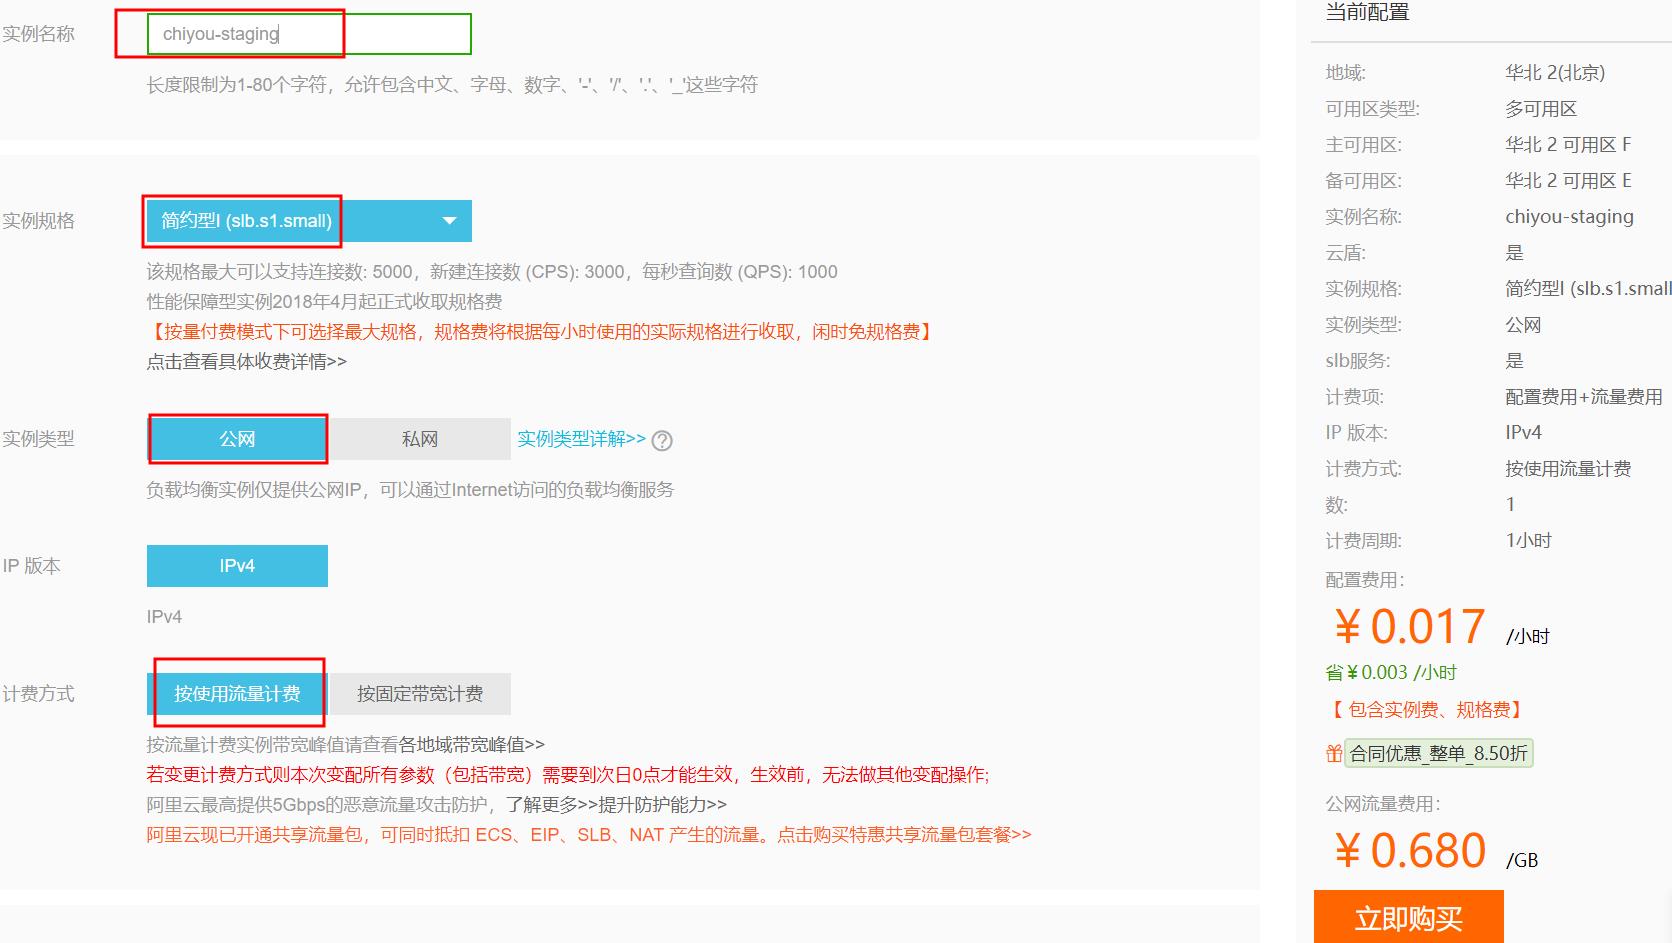 实例名称
chiyou-staging
长度限制为1-80个字符，允许包含中文、字母、数字、'-'、'/'、'.'、'_'这些字符
实例规格
简约型I (slb.s1.small)
该规格最大可以支持连接数: 5000，新建连接数 (CPS): 3000，每秒查询数 (QPS): 1000
性能保障型实例2018年4月起正式收取规格费
【按量付费模式下可选择最大规格，规格费将根据每小时使用的实际规格进行收取，闲时免规格费】
点击查看具体收费详情>>
实例类型
公网
私网
实例类型详解>> ?
负载均衡实例仅提供公网IP，可以通过Internet访问的负载均衡服务
IP 版本
IPv4
IPv4
计费方式
按使用流量计费
按固定带宽计费
按流量计费实例带宽峰值请查看各地域带宽峰值>>
若变更计费方式则本次变配所有参数（包括带宽）需要到次日0点才能生效，生效前，无法做其他变配操作;
阿里云最高提供5Gbps的恶意流量攻击防护，了解更多>>提升防护能力>>
阿里云现已开通共享流量包，可同时抵扣 ECS、EIP、SLB、NAT 产生的流量。点击购买特惠共享流量包套餐>>
当前配置
地域: 华北 2(北京)
可用区类型: 多可用区
主可用区: 华北 2 可用区 F
备可用区: 华北 2 可用区 E
实例名称: chiyou-staging
云盾: 是
实例规格: 简约型I (slb.s1.small
实例类型: 公网
slb服务: 是
计费项: 配置费用+流量费用
IP 版本: IPv4
计费方式: 按使用流量计费
数: 1
计费周期: 1小时
配置费用:
¥0.017 /小时
省¥0.003 /小时
【 包含实例费、规格费】
合同优惠_整单_8.50折
公网流量费用:
¥0.680 /GB
立即购买